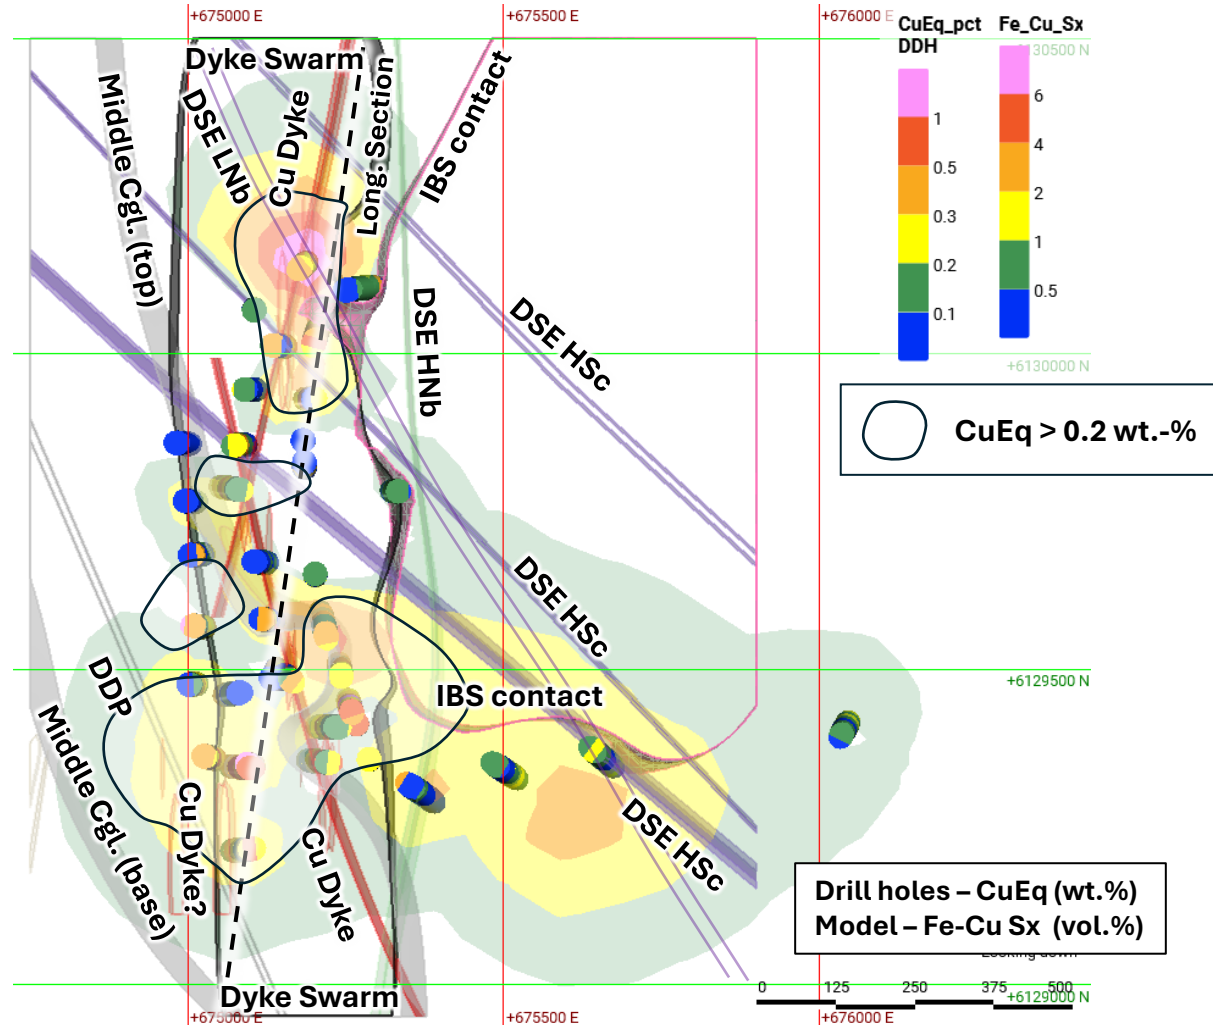 +675000 E
+675500 E
+676000 E
CuEq_pct
DDH
Fe_Cu_Sx
+6130500 N
1
0.5
0.3
0.2
0.1
6
4
2
1
0.5
Dyke Swarm
Middle Cgl. (top)
DSE LNb
Cu Dyke
Long. Section
IBS contact
DSE HNb
DSE HSc
+6130000 N
CuEq > 0.2 wt.-%
DSE HSc
+6129500 N
DDP
IBS contact
Middle Cgl. (base)
Cu Dyke?
Cu Dyke
DSE HSc
Drill holes – CuEq (wt.%)
Model – Fe-Cu Sx (vol.%)
Looking down
Dyke Swarm
0 125 250 375 500
+6129000 N
+675000 E
+675500 E
+676000 E